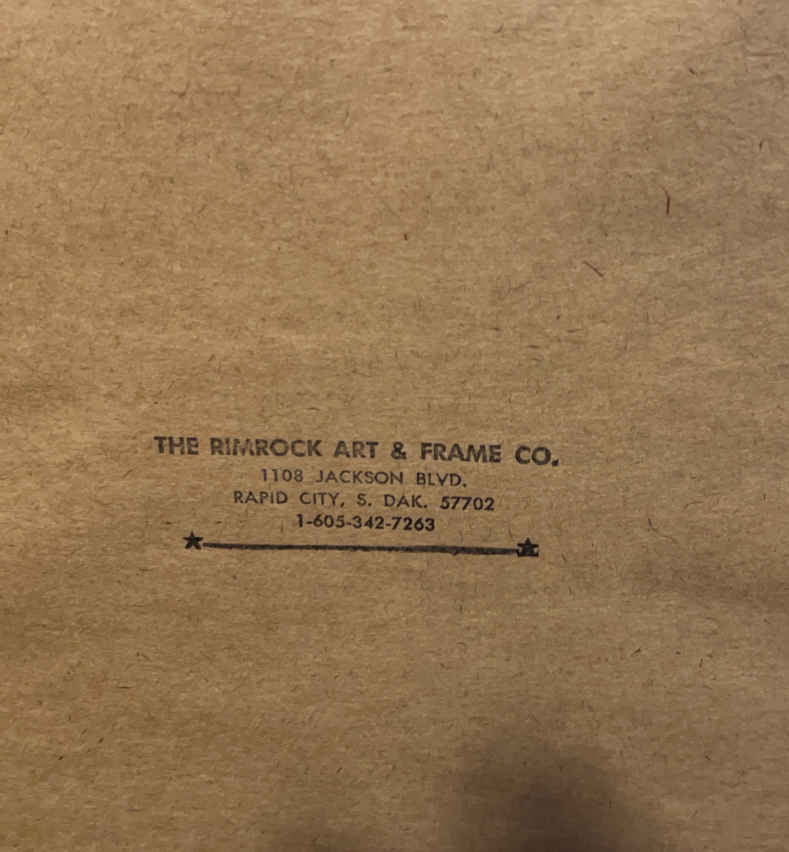 THE RIMROCK ART & FRAME CO.
1108 JACKSON BLVD.
RAPID CITY, S. DAK. 57702
1-605-342-7263